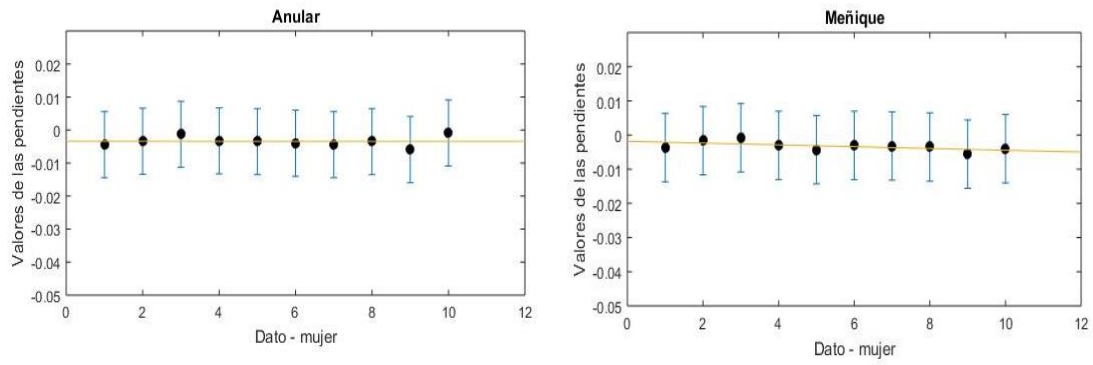 Anular
Valores de las pendientes
0.02
0.01
0
-0.01
-0.02
-0.03
-0.04
-0.05
0 2 4 6 8 10 12
Dato - mujer
Meñique
Valores de las pendientes
0.02
0.01
0
-0.01
-0.02
-0.03
-0.04
-0.05
0 2 4 6 8 10 12
Dato - mujer